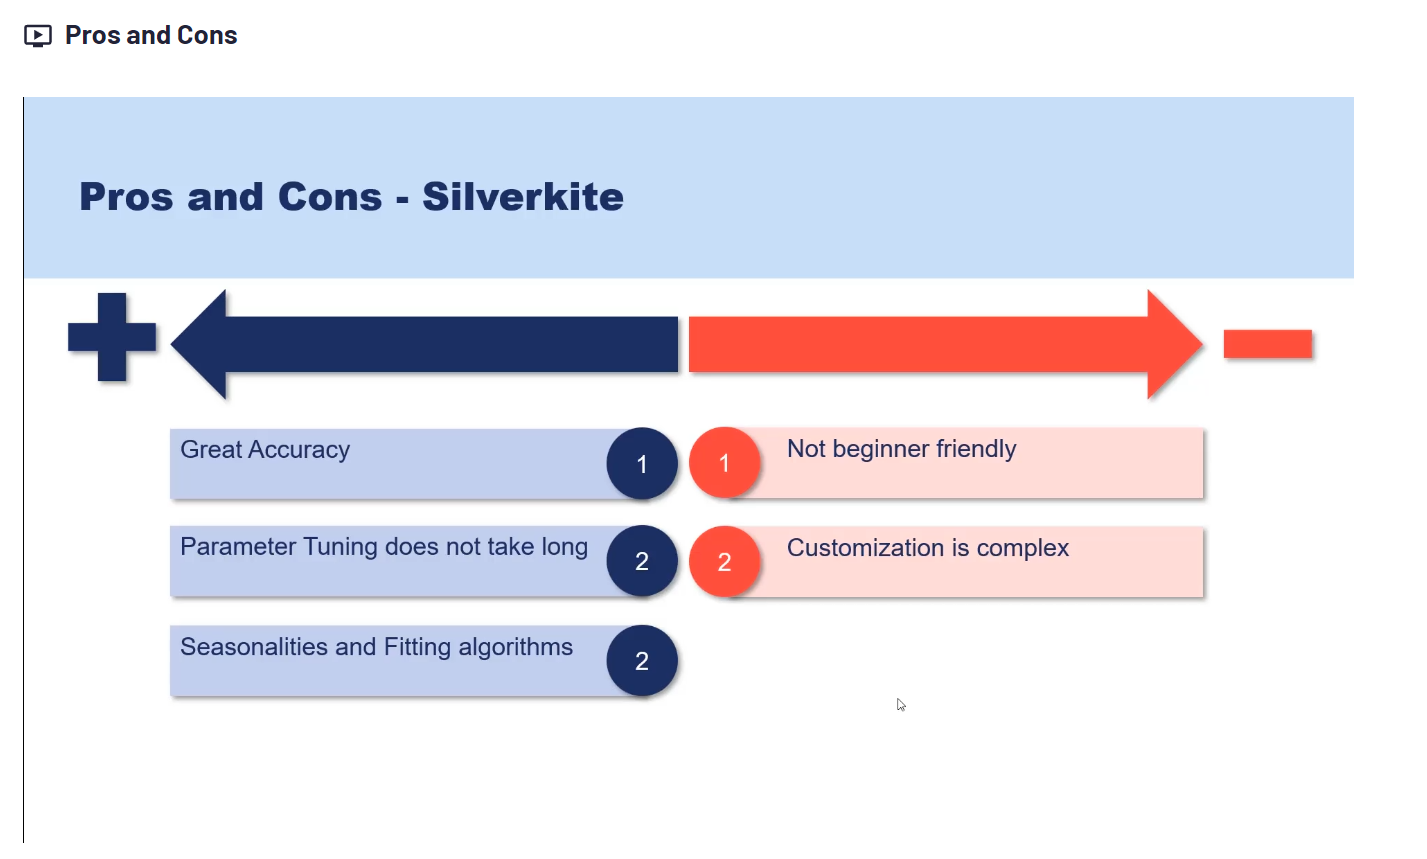 Pros and Cons
Pros and Cons - Silverkite
Great Accuracy
1
Parameter Tuning does not take long
2
Seasonalities and Fitting algorithms
2
1
Not beginner friendly
2
Customization is complex